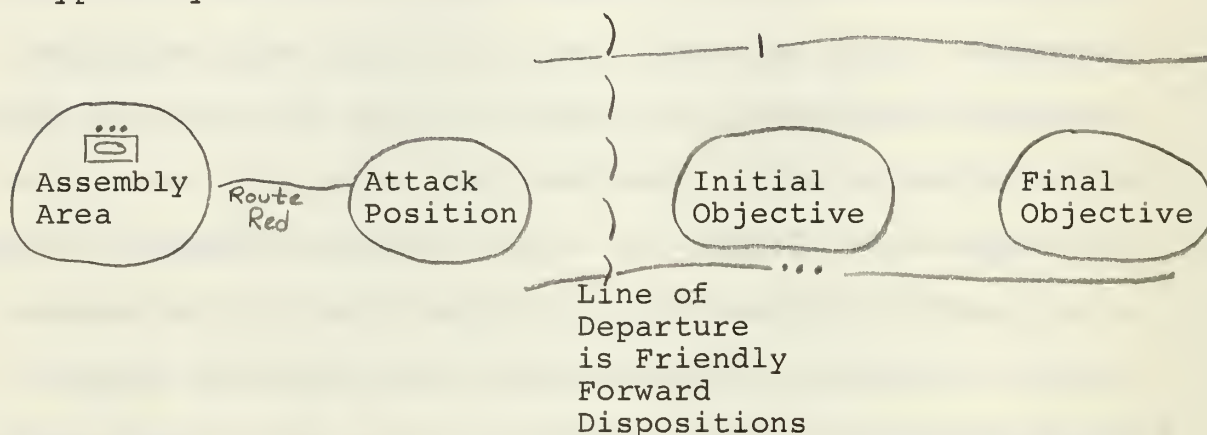 Assembly
Area
Route
Red
Attack
Position
Initial
Objective
Final
Objective
Line of
Departure
is Friendly
Forward
Dispositions